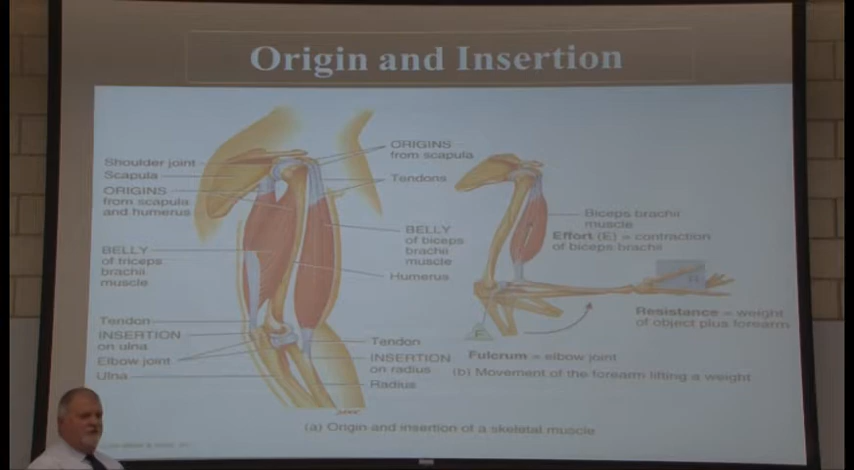 Origin and Insertion
Shoulder joint
Scapula
ORIGINS
from scapula
and humerus
BELLY
of triceps
brachii
muscle
Tendon
INSERTION
on ulna
Elbow joint
Ulna
ORIGINS
from scapula
Tendons
BELLY
of biceps
brachii
muscle
Humerus
Tendon
INSERTION
on radius
Radius
(a) Origin and insertion of a skeletal muscle
Biceps brachii
muscle
Effort (E) = contraction
of biceps brachii
Resistance = weight
of object plus forearm
F
Fulcrum = elbow joint
(b) Movement of the forearm lifting a weight